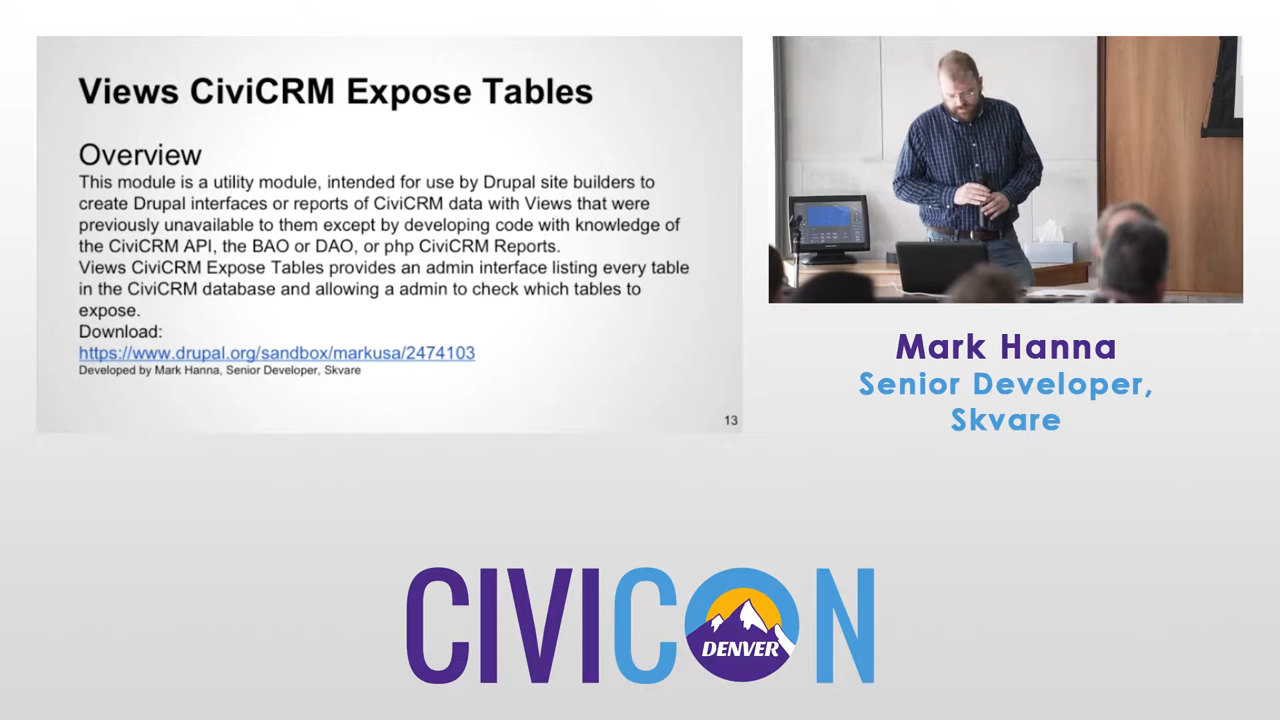 Views CiviCRM Expose Tables
Overview
This module is a utility module, intended for use by Drupal site builders to
create Drupal interfaces or reports of CiviCRM data with Views that were
previously unavailable to them except by developing code with knowledge of
the CiviCRM API, the BAO or DAO, or php CiviCRM Reports.
Views CiviCRM Expose Tables provides an admin interface listing every table
in the CiviCRM database and allowing a admin to check which tables to
expose.
Download:
https://www.drupal.org/sandbox/markusa/2474103
Developed by Mark Hanna, Senior Developer, Skvare
13
Mark Hanna
Senior Developer,
Skvare
CIVICON
DENVER